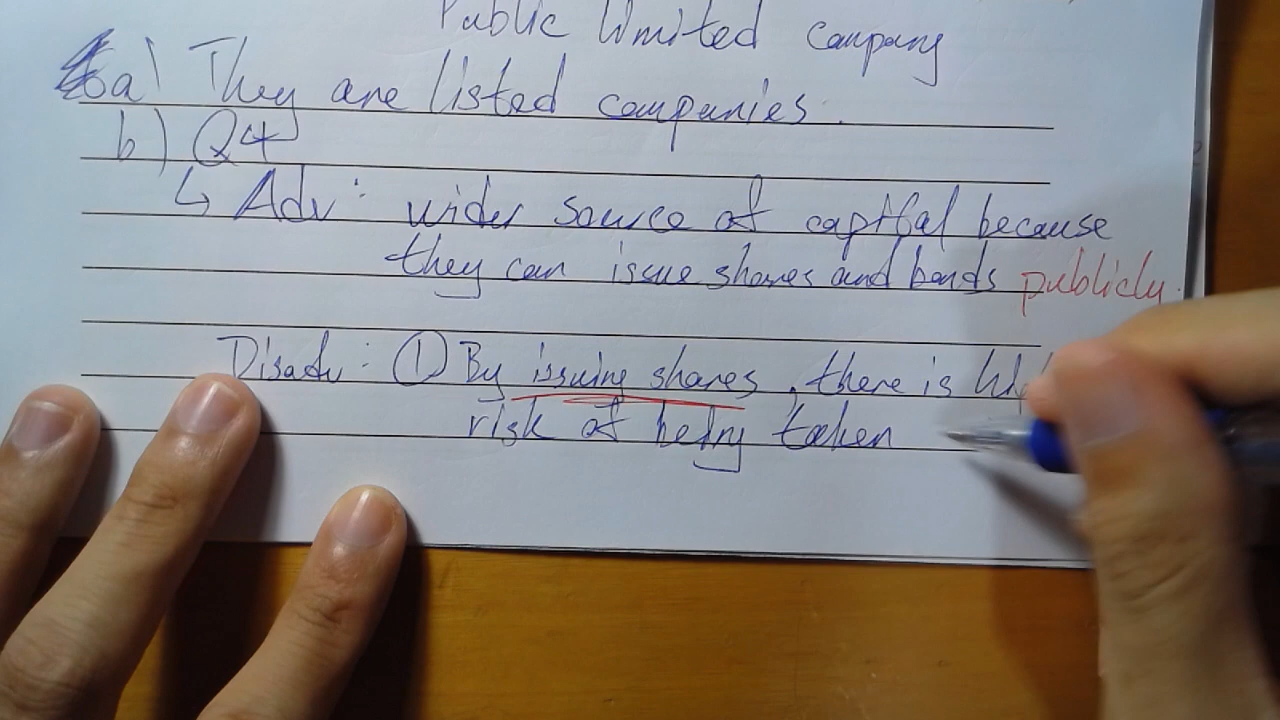 Public limited company
6a) They are listed companies.
b) Q4
↳ Adv: wider source of capital because
they can issue shares and bonds publicly.
Disadv: ① By issuing shares, there is
risk of being taken